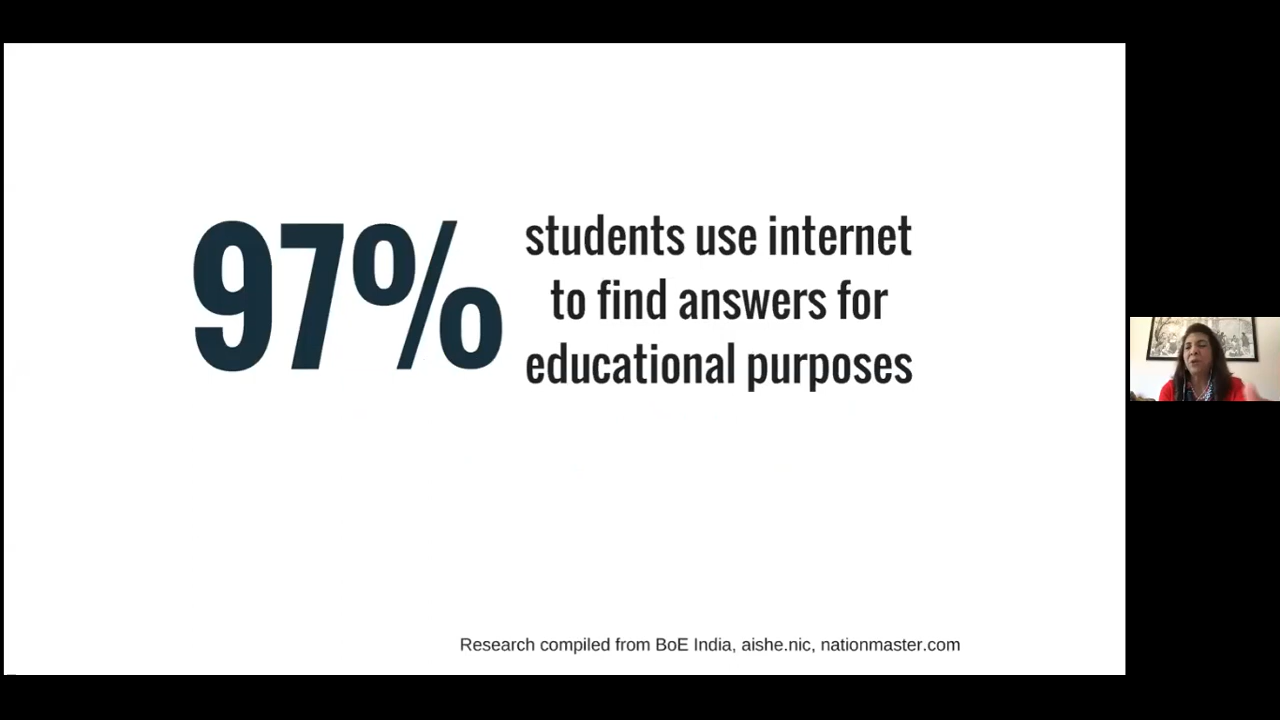 97%
students use internet
to find answers for
educational purposes
Research compiled from BoE India, aishe.nic, nationmaster.com